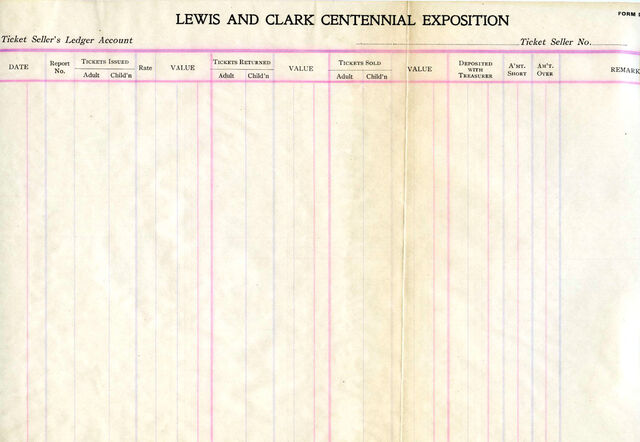 LEWIS AND CLARK CENTENNIAL EXPOSITION
FORM
Ticket Seller's Ledger Account
Ticket Seller No.
DATE Report No. TICKETS ISSUED Adult Child'n Rate VALUE TICKETS RETURNED Adult Child'n VALUE TICKETS SOLD Adult Child'n VALUE DEPOSITED WITH TREASURER A'MT. SHORT AM'T. OVER REMARK